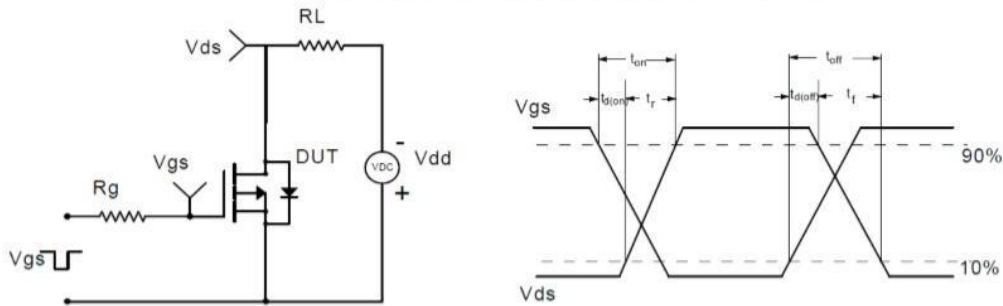 RL
Vds
Vgs
DUT
VDC
-
Vdd
+
Rg
Vgs
ton
toff
td(on)
tr
td(off)
tf
Vgs
90%
10%
Vds